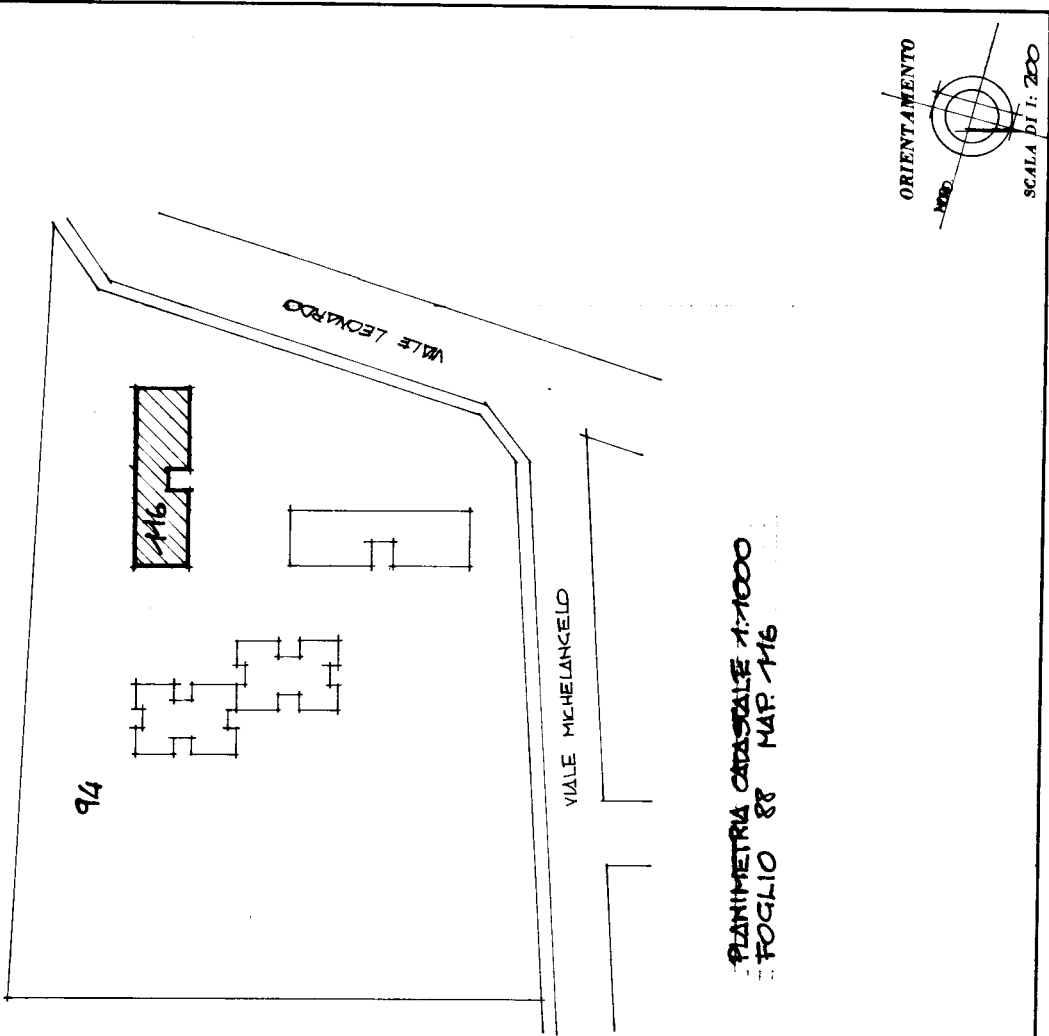 ORIENTAMENTO
NORD
SCALA DI 1: 200
VIALE LEONARDO
116
94
VIALE MICHELANGELO
PLANIMETRIA CATASTALE 1:1000
FOGLIO 88 MAP. 116